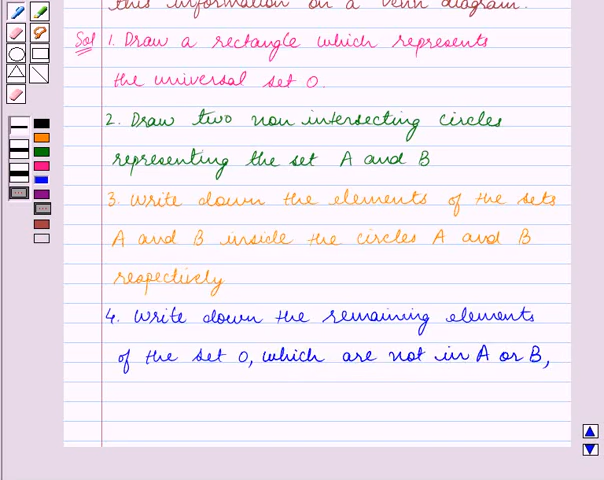 this information on a venn diagram.
Sol 1. Draw a rectangle which represents
the universal set O.
2. Draw two non intersecting circles
representing the set A and B
3. Write down the elements of the sets
A and B inside the circles A and B
respectively
4. Write down the remaining elements
of the set O, which are not in A or B,